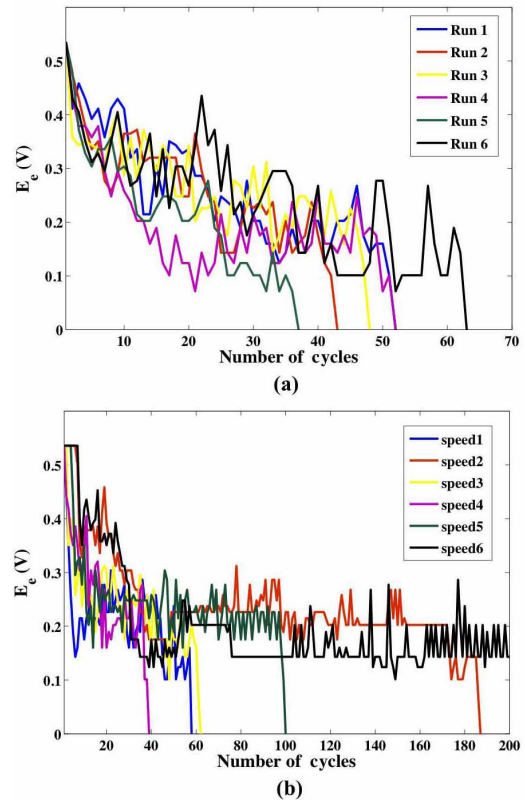 0.5
0.4
0.3
0.2
0.1
0
E_e (V)
10 20 30 40 50 60 70
Number of cycles
Run 1
Run 2
Run 3
Run 4
Run 5
Run 6
(a)
0.5
0.4
0.3
0.2
0.1
0
E_e (V)
20 40 60 80 100 120 140 160 180 200
Number of cycles
speed1
speed2
speed3
speed4
speed5
speed6
(b)